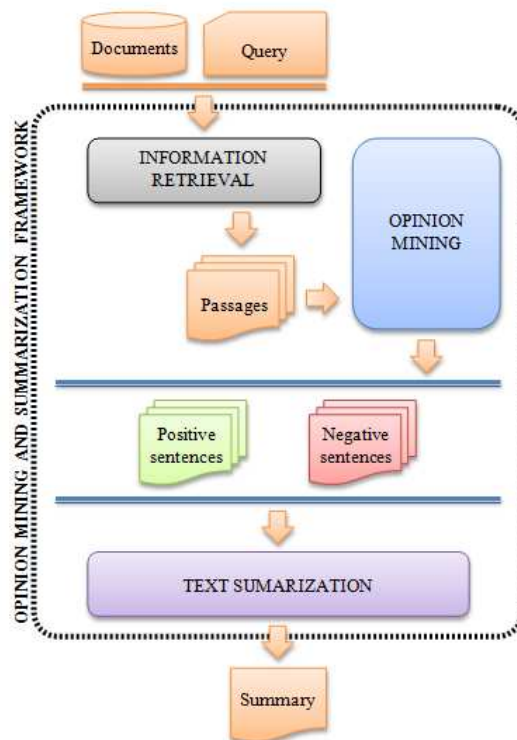 Documents
Query
OPINION MINING AND SUMMARIZATION FRAMEWORK
INFORMATION
RETRIEVAL
OPINION
MINING
Passages
Positive
sentences
Negative
sentences
TEXT SUMARIZATION
Summary